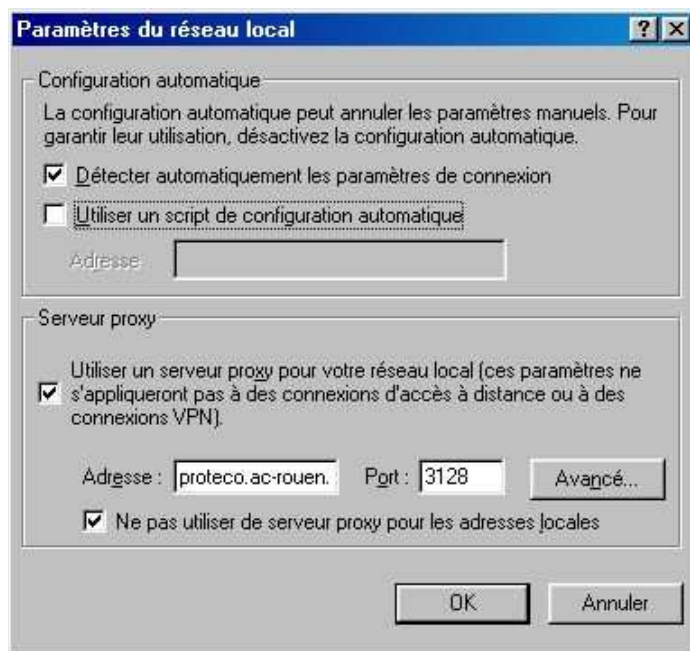 Paramètres du réseau local
Configuration automatique
La configuration automatique peut annuler les paramètres manuels. Pour
garantir leur utilisation, désactivez la configuration automatique.
Détecter automatiquement les paramètres de connexion
Utiliser un script de configuration automatique
Adresse
Serveur proxy
Utiliser un serveur proxy pour votre réseau local (ces paramètres ne
s'appliqueront pas à des connexions d'accès à distance ou à des
connexions VPN).
Adresse : proteco.ac-rouen. Port : 3128 Avancé...
Ne pas utiliser de serveur proxy pour les adresses locales
OK Annuler